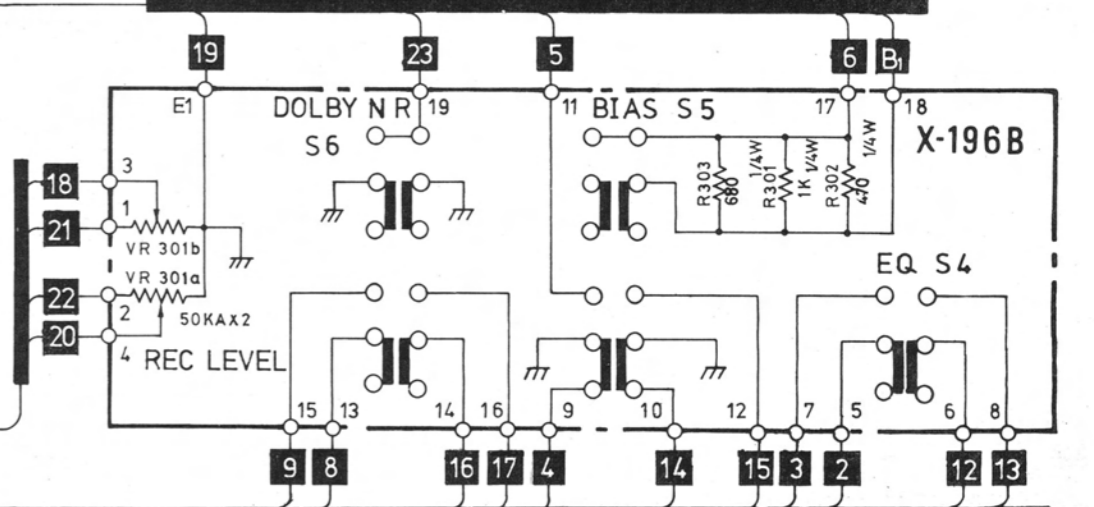 19
23
5
6
B1
E1
DOLBY NR
19
11
BIAS S5
17
18
S6
1/4W
1/4W
1/4W
X-196B
18
3
R303
680
R301
1K
R302
470
21
1
VR 301b
EQ S4
VR 301a
22
2
50KAX2
20
4
REC LEVEL
15
13
14
16
9
10
12
7
5
6
8
9
8
16
17
4
14
15
3
2
12
13